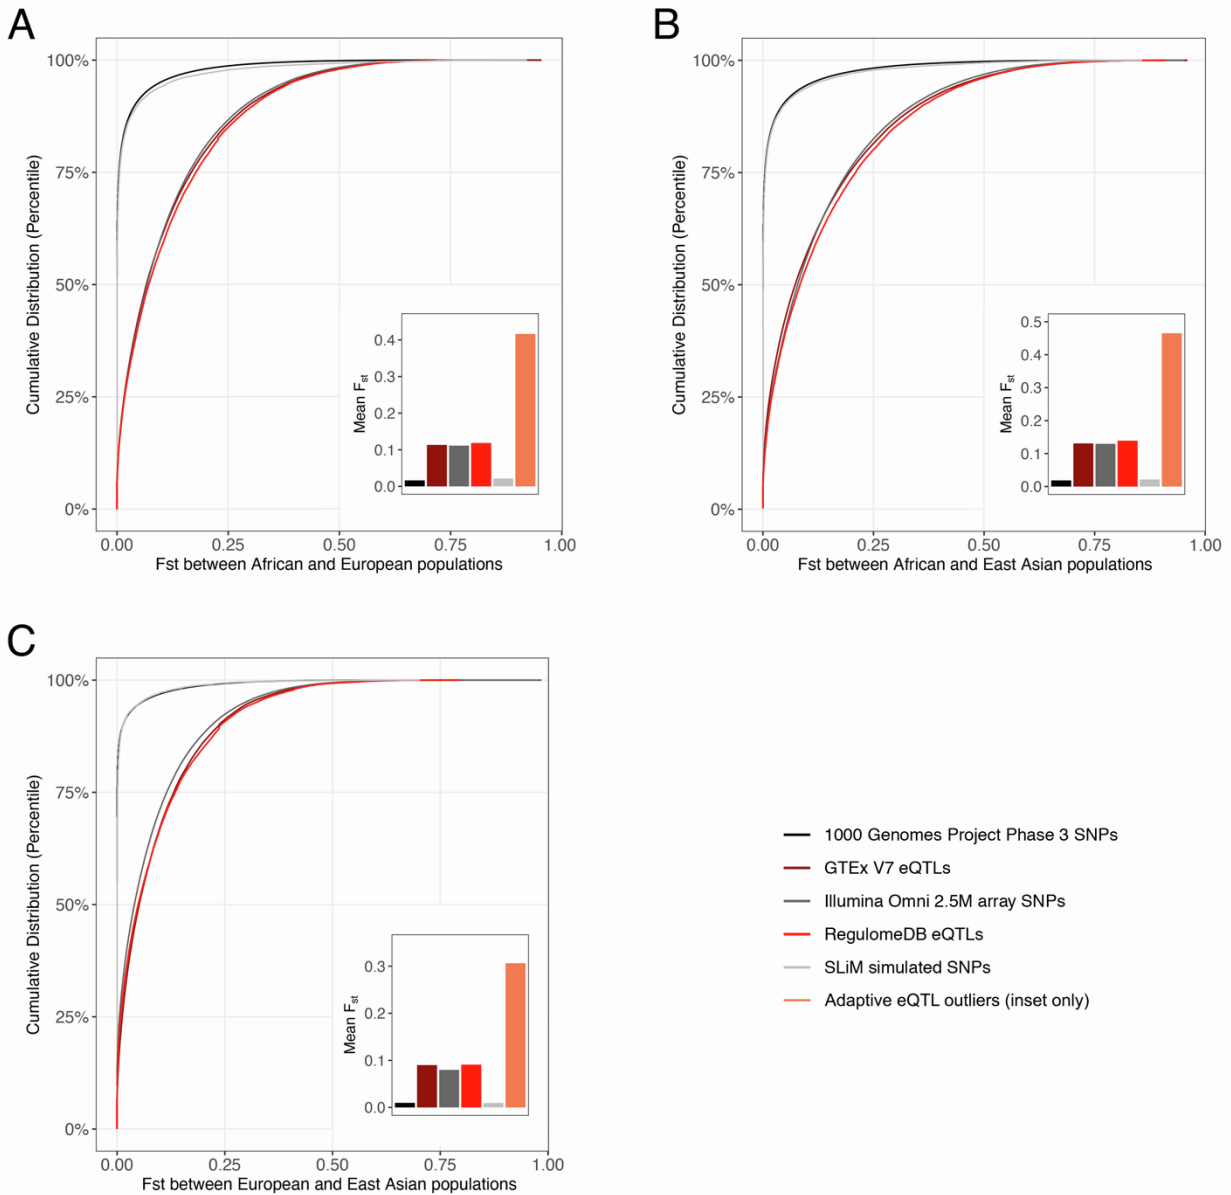 A
100%
75%
50%
25%
0%
Cumulative Distribution (Percentile)
0.00 0.25 0.50 0.75 1.00
Fst between African and European populations
Mean Fst
0.4
0.3
0.2
0.1
0.0
B
100%
75%
50%
25%
0%
Cumulative Distribution (Percentile)
0.00 0.25 0.50 0.75 1.00
Fst between African and East Asian populations
Mean Fst
0.5
0.4
0.3
0.2
0.1
0.0
C
100%
75%
50%
25%
0%
Cumulative Distribution (Percentile)
0.00 0.25 0.50 0.75 1.00
Fst between European and East Asian populations
Mean Fst
0.3
0.2
0.1
0.0
1000 Genomes Project Phase 3 SNPs
GTEx V7 eQTLs
Illumina Omni 2.5M array SNPs
RegulomeDB eQTLs
SLiM simulated SNPs
Adaptive eQTL outliers (inset only)